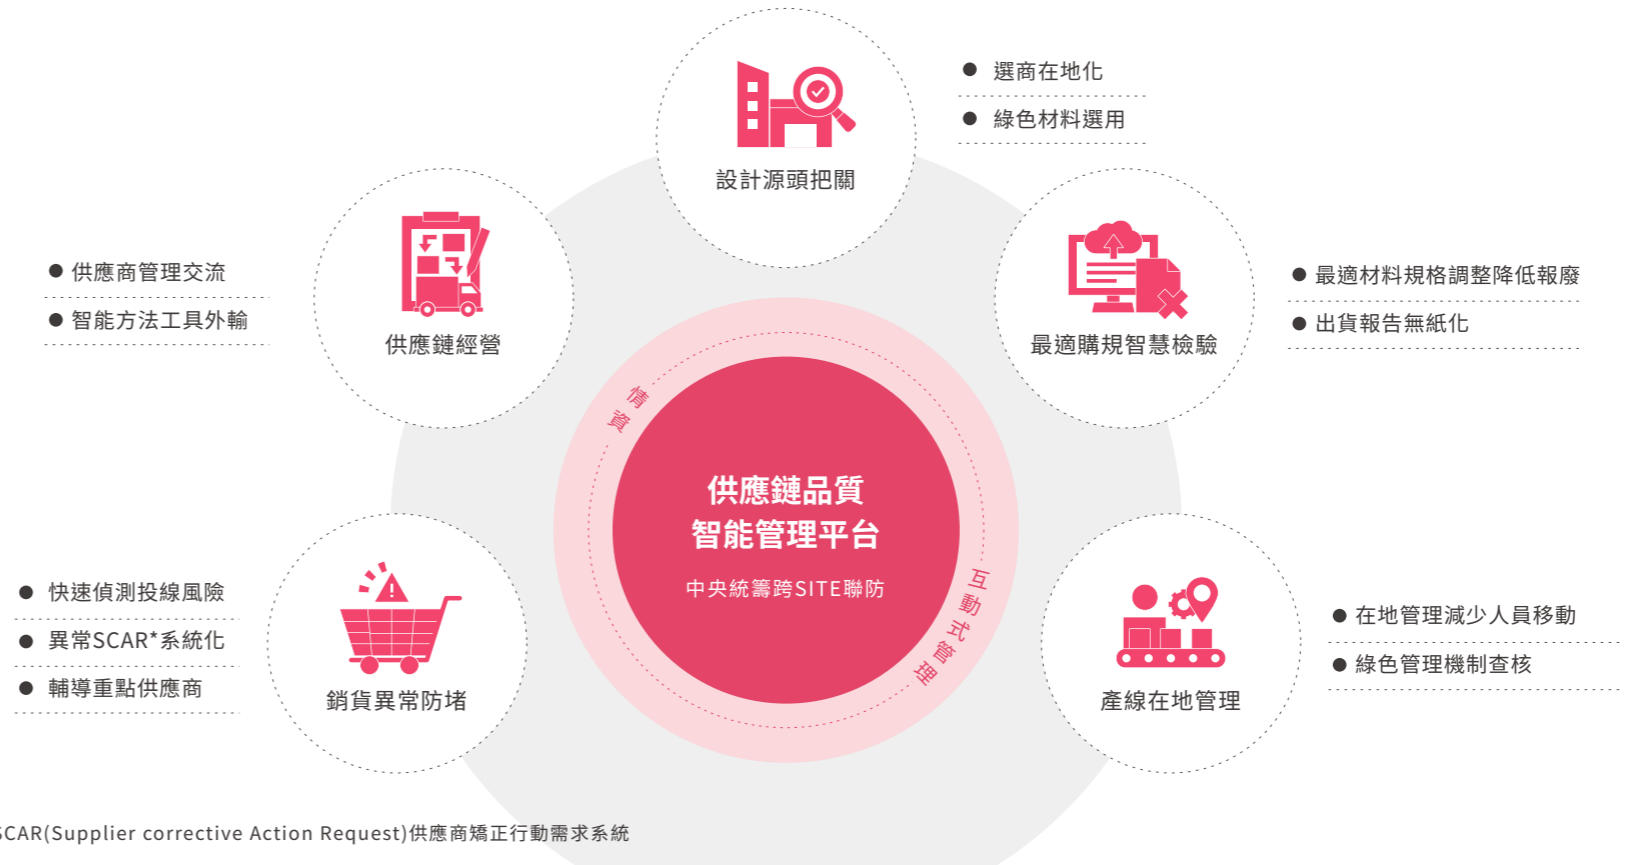 選商在地化
綠色材料選用
設計源頭把關
供應商管理交流
智能方法工具外輸
供應鏈經營
最適購規智慧檢驗
最適材料規格調整降低報廢
出貨報告無紙化
情資
供應鏈品質
智能管理平台
中央統籌跨SITE聯防
互動式管理
快速偵測投線風險
異常SCAR*系統化
輔導重點供應商
銷貨異常防堵
產線在地管理
在地管理減少人員移動
綠色管理機制查核
SCAR(Supplier corrective Action Request)供應商矯正行動需求系統